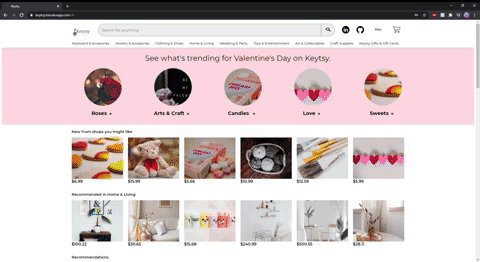 Keytsy
keytsy.herokuapp.com
Keytsy
Search for anything
Keyboard & Accessories Jewelry & Accessories Clothing & Shoes Home & Living Wedding & Party Toys & Entertainment Art & Collectables Craft Supplies Keytsy Gifts & Gift Cards
See what's trending for Valentine's Day on Keytsy.
Roses Arts & Craft Candles Love Sweets
New from shops you might like
$6.99 $15.99 $5.66 $10.99 $12.59 $5.99
Recommended in Home & Living
$100.22 $30.65 $15.68 $240.99 $500.55 $28.11
Recommendations